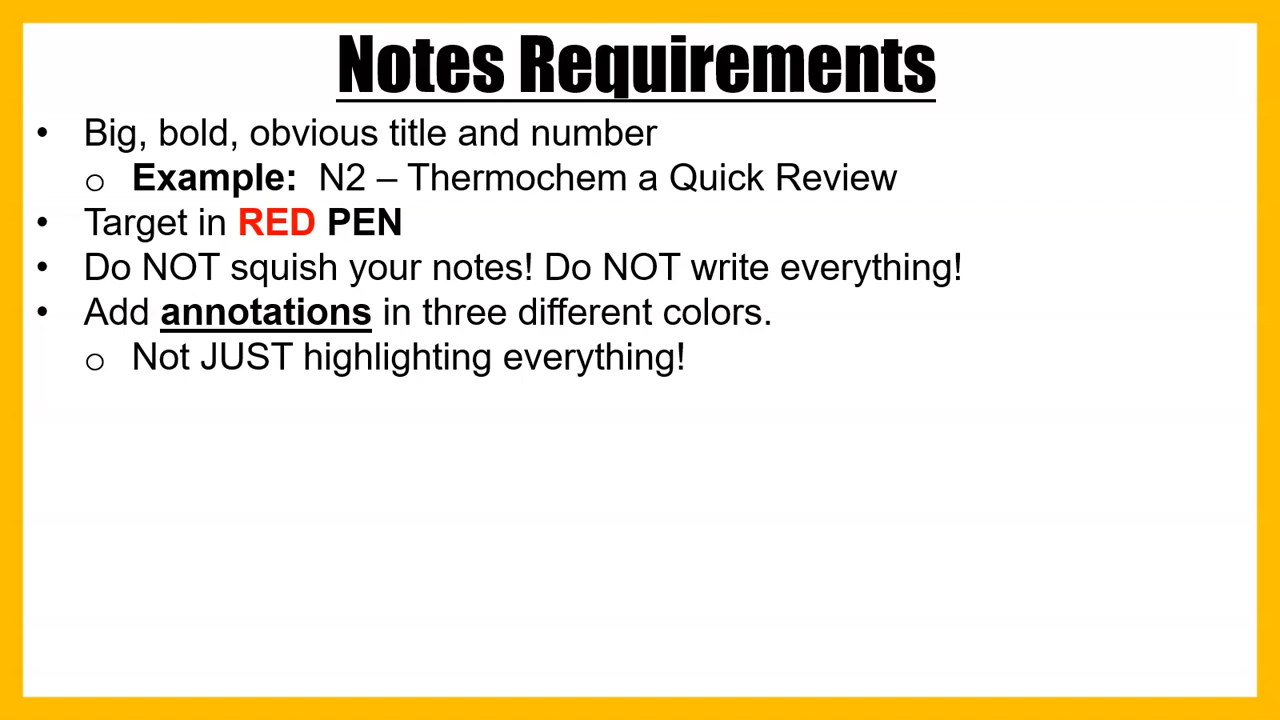 Notes Requirements
• Big, bold, obvious title and number
o Example: N2 – Thermochem a Quick Review
• Target in RED PEN
• Do NOT squish your notes! Do NOT write everything!
• Add annotations in three different colors.
o Not JUST highlighting everything!